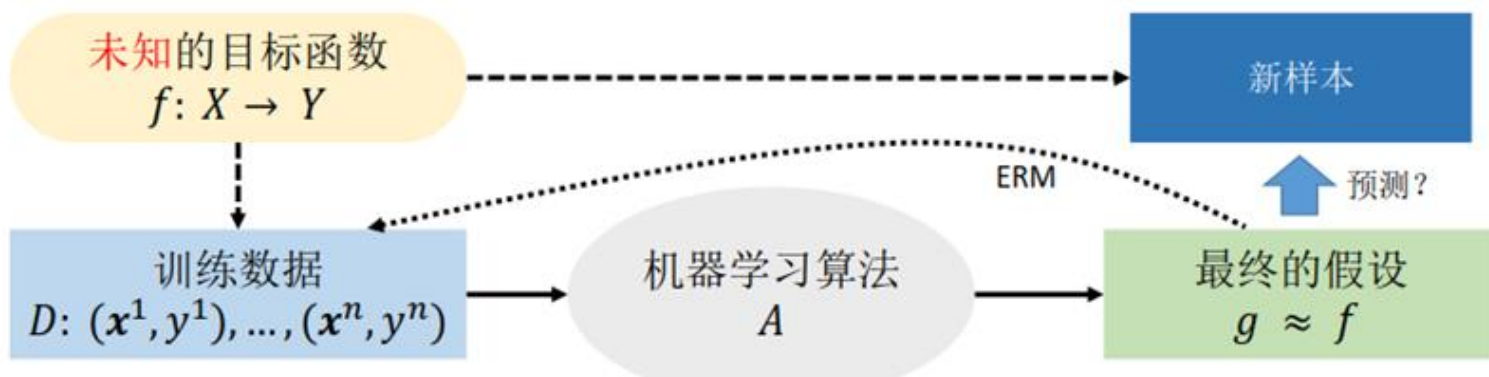 未知的目标函数
f: X → Y
新样本
ERM
预测？
训练数据
D: (x¹, y¹), …, (xⁿ, yⁿ)
机器学习算法
A
最终的假设
g ≈ f